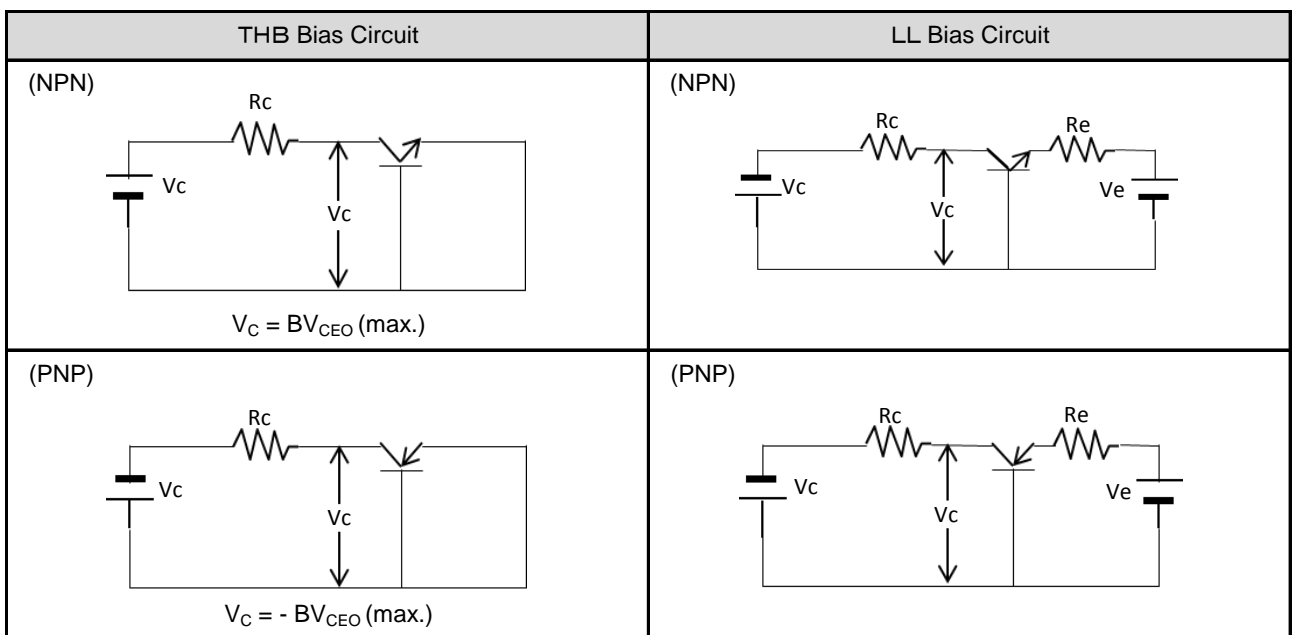 THB Bias Circuit
LL Bias Circuit
(NPN)
Rc
Vc
Vc
V_C = BV_CEO (max.)
(NPN)
Rc
Re
Vc
Vc
Ve
(PNP)
Rc
Vc
Vc
V_C = - BV_CEO (max.)
(PNP)
Rc
Re
Vc
Vc
Ve